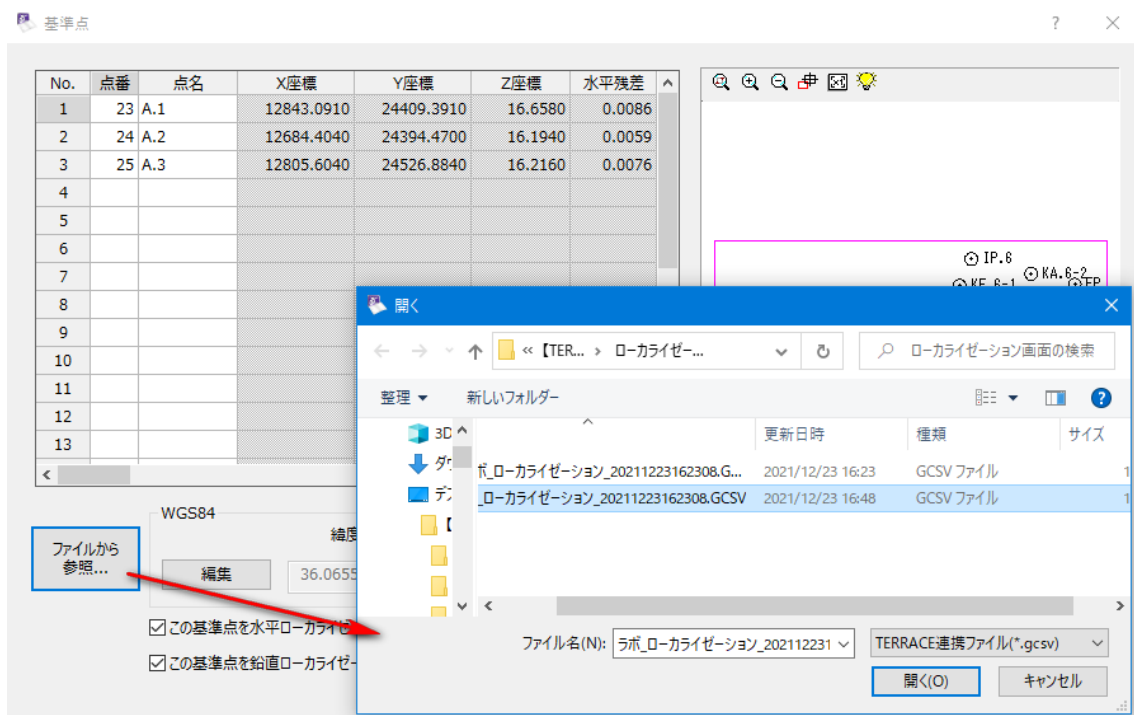 基準点
No. 点番 点名 X座標 Y座標 Z座標 水平残差
1 23 A.1 12843.0910 24409.3910 16.6580 0.0086
2 24 A.2 12684.4040 24394.4700 16.1940 0.0059
3 25 A.3 12805.6040 24526.8840 16.2160 0.0076
4
5
6
7
8
9
10
11
12
13
IP.6
KA.6-2
KE.6-1 EP
開く
« 【TER... › ローカライゼー...
ローカライゼーション画面の検索
整理 新しいフォルダー
更新日時 種類 サイズ
3D
ダウ
デス
【
ボ_ローカライゼーション_20211223162308.G... 2021/12/23 16:23 GCSV ファイル 1
_ローカライゼーション_20211223162308.GCSV 2021/12/23 16:48 GCSV ファイル 1
ファイル名(N): ラボ_ローカライゼーション_202112231 TERRACE連携ファイル(*.gcsv)
開く(O) キャンセル
ファイルから
参照...
WGS84
緯度
編集 36.0655
この基準点を水平ローカライゼ
この基準点を鉛直ローカライゼー